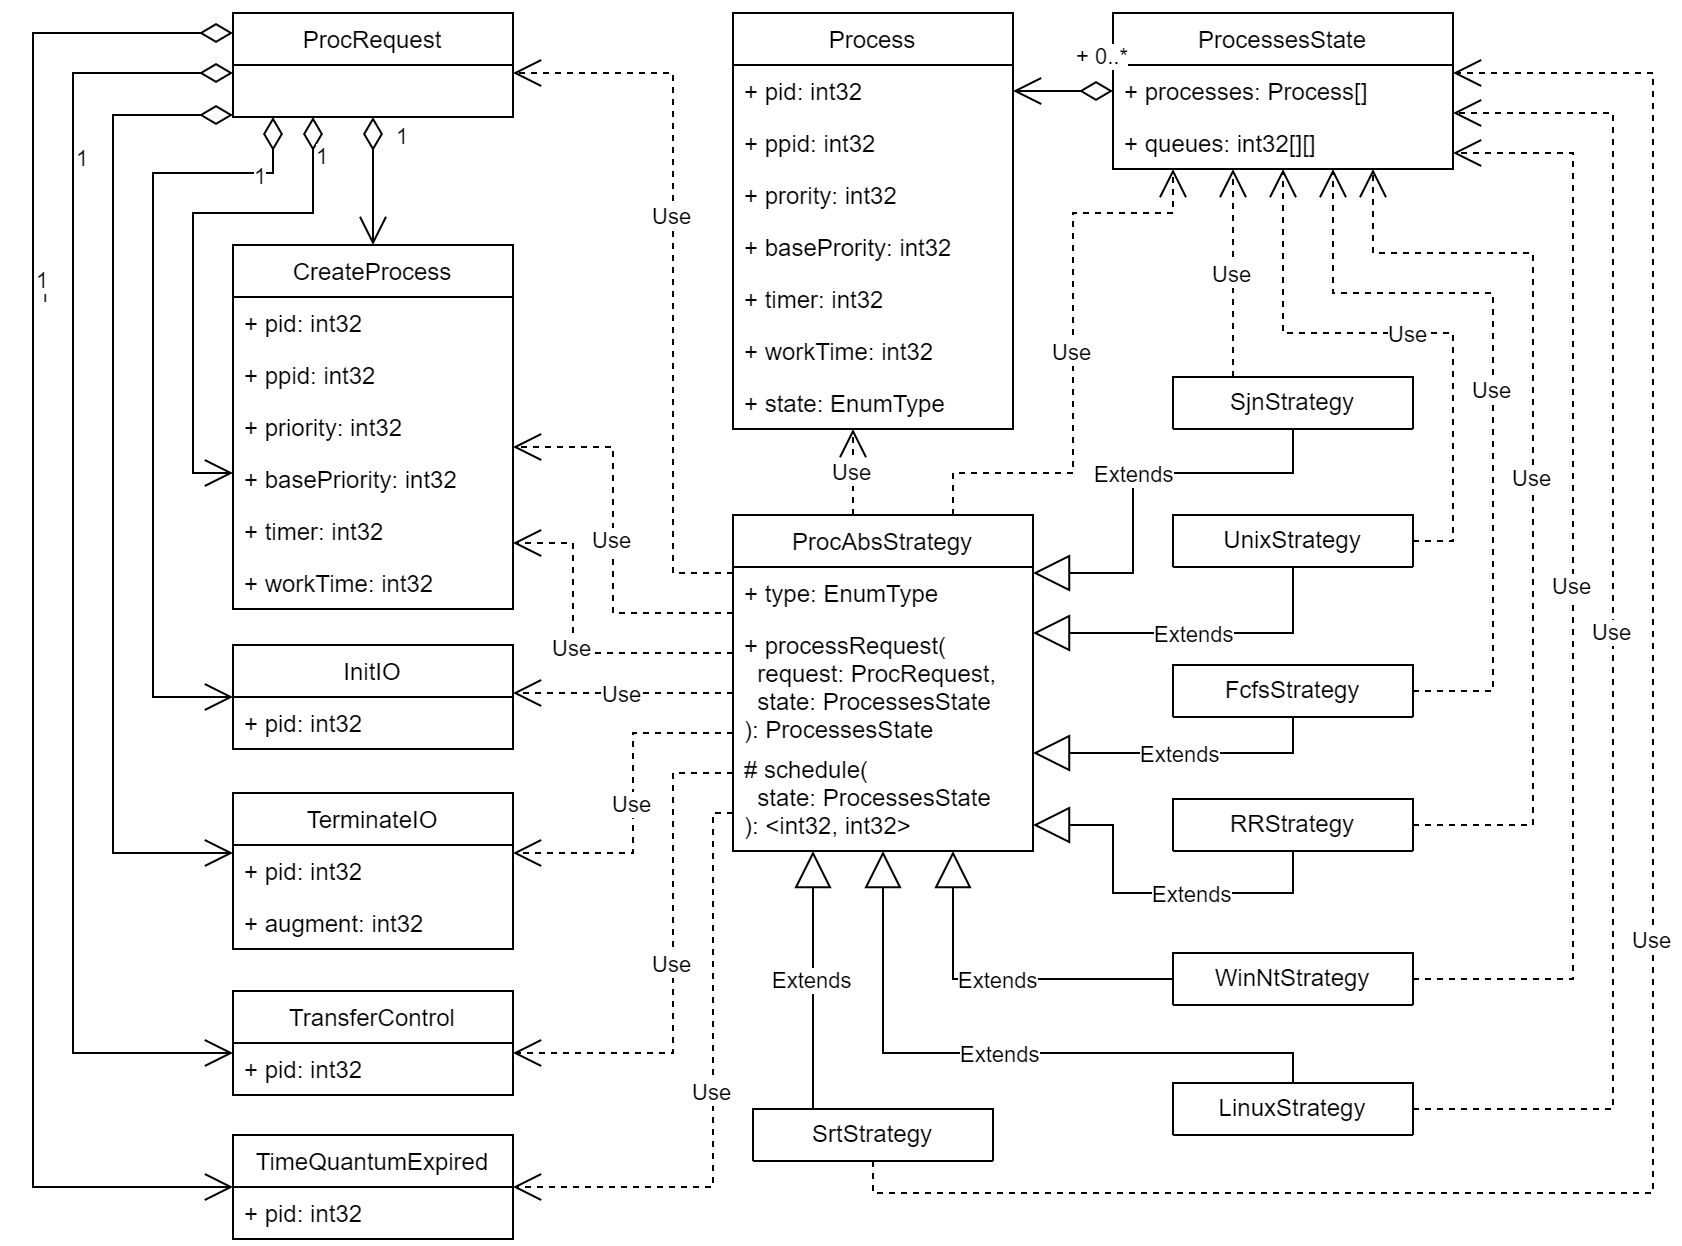 ProcRequest
Process
ProcessesState
+ 0..*
+ pid: int32
+ ppid: int32
+ prority: int32
+ basePrority: int32
+ timer: int32
+ workTime: int32
+ state: EnumType
+ processes: Process[]
+ queues: int32[][]
1
1
1
1
1
CreateProcess
+ pid: int32
+ ppid: int32
+ priority: int32
+ basePriority: int32
+ timer: int32
+ workTime: int32
InitIO
+ pid: int32
TerminateIO
+ pid: int32
+ augment: int32
TransferControl
+ pid: int32
TimeQuantumExpired
+ pid: int32
Use
Use
Use
Use
Use
Use
Use
Use
Use
ProcAbsStrategy
+ type: EnumType
+ processRequest(
request: ProcRequest,
state: ProcessesState
): ProcessesState
# schedule(
state: ProcessesState
): <int32, int32>
Use
Use
Use
Use
Use
Use
Use
SjnStrategy
Extends
UnixStrategy
Extends
FcfsStrategy
Extends
RRStrategy
Extends
WinNtStrategy
Extends
LinuxStrategy
Extends
SrtStrategy
Extends